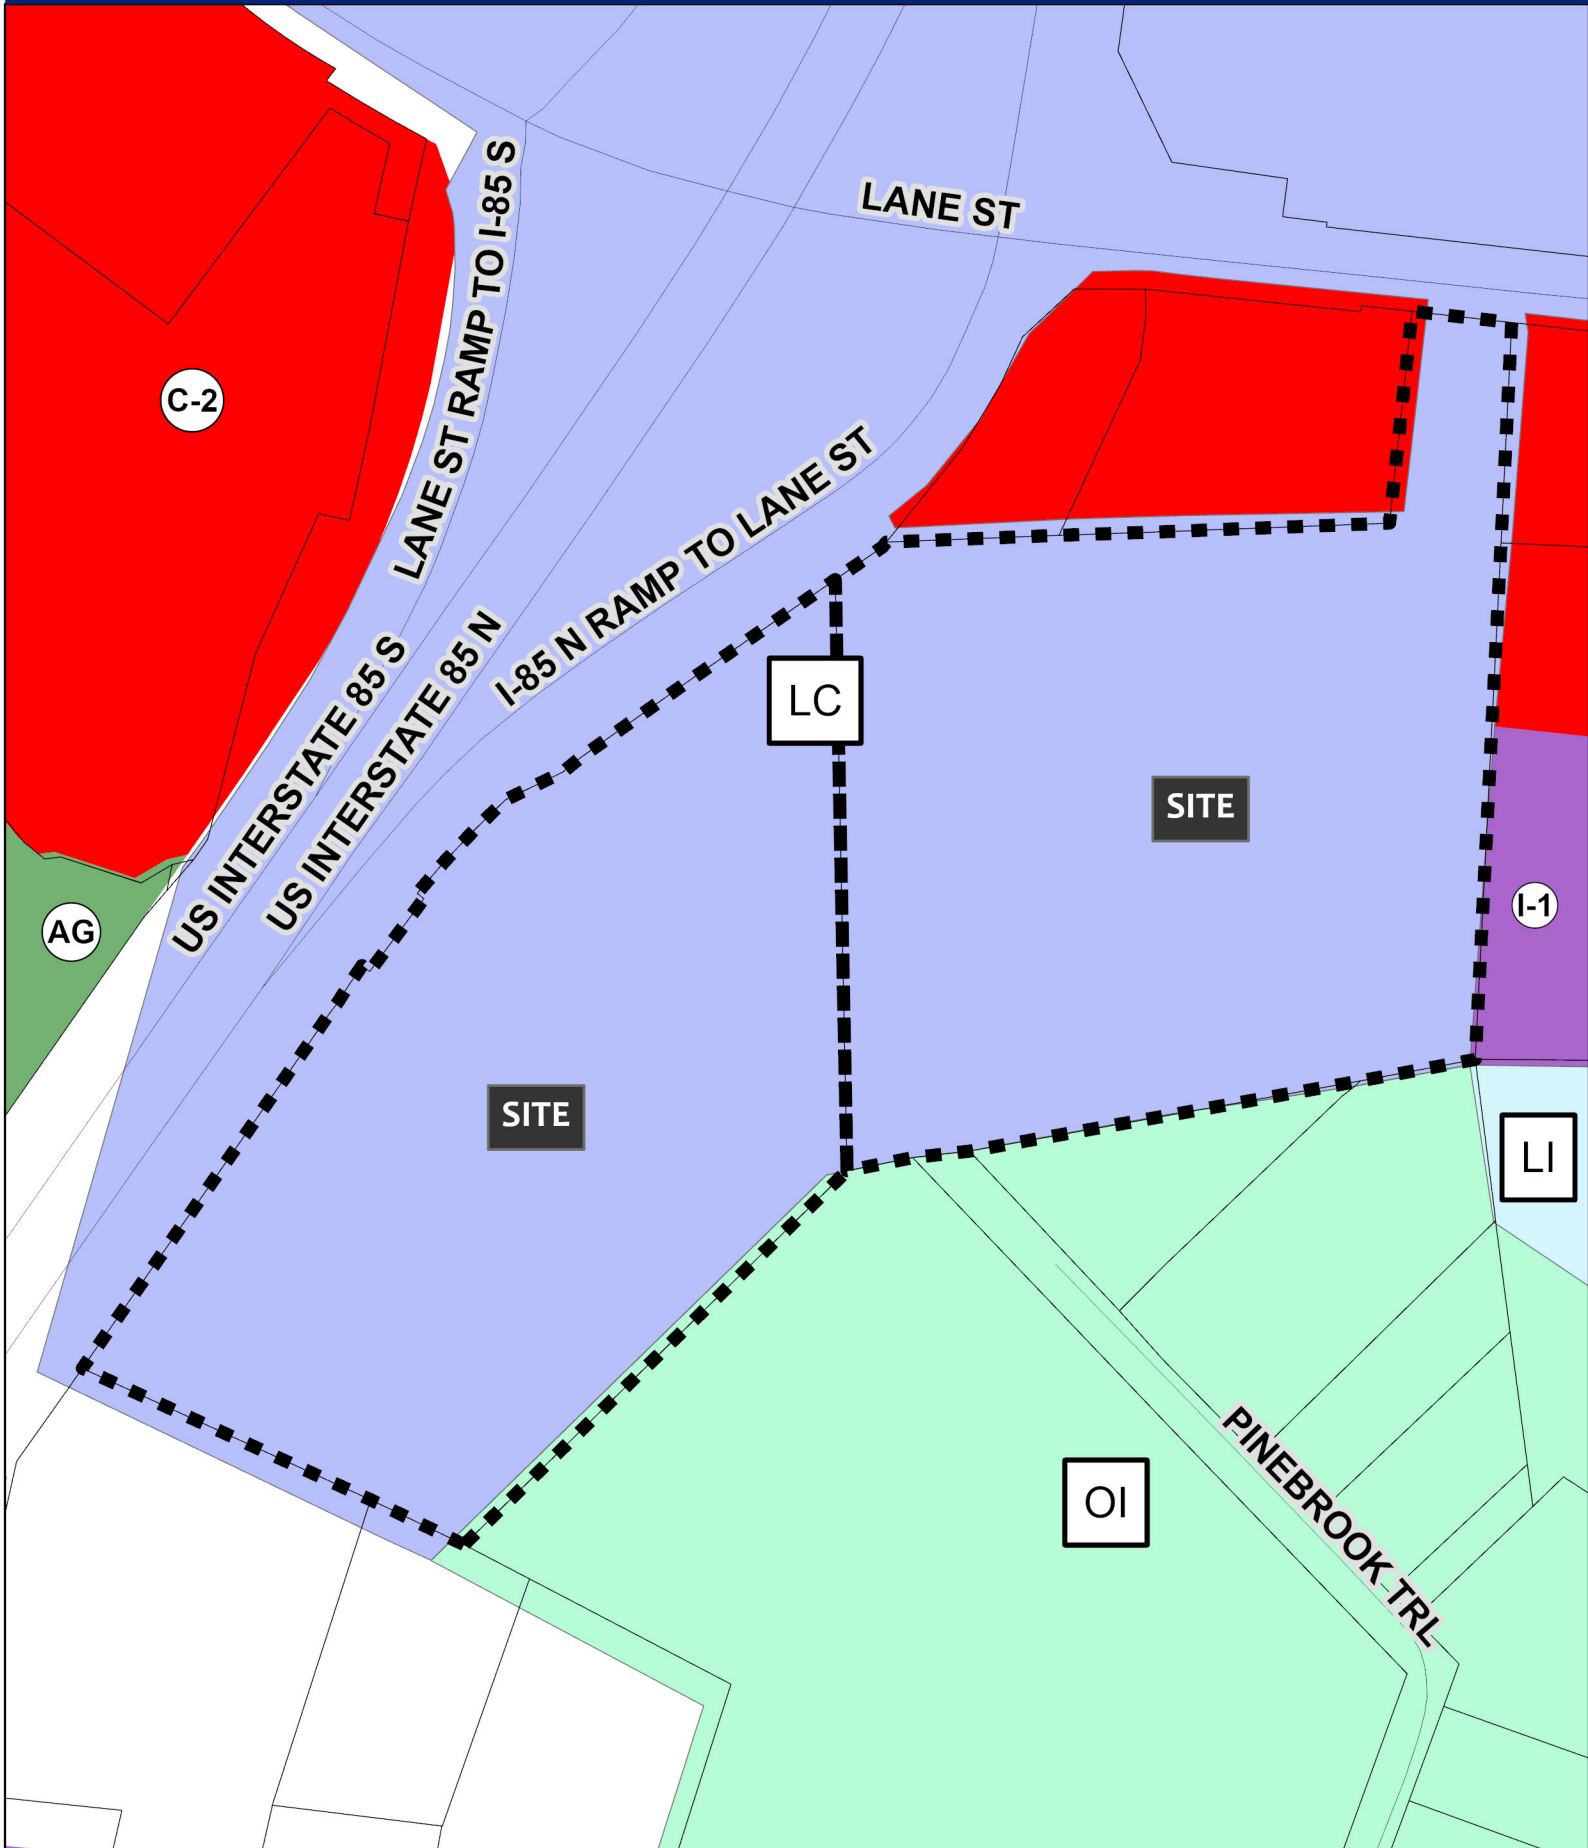 LANE ST RAMP TO I-85 S
LANE ST
C-2
I-85 N RAMP TO LANE ST
US INTERSTATE 85 S
US INTERSTATE 85 N
LC
SITE
I-1
AG
SITE
LI
OI
PINEBROOK TRL